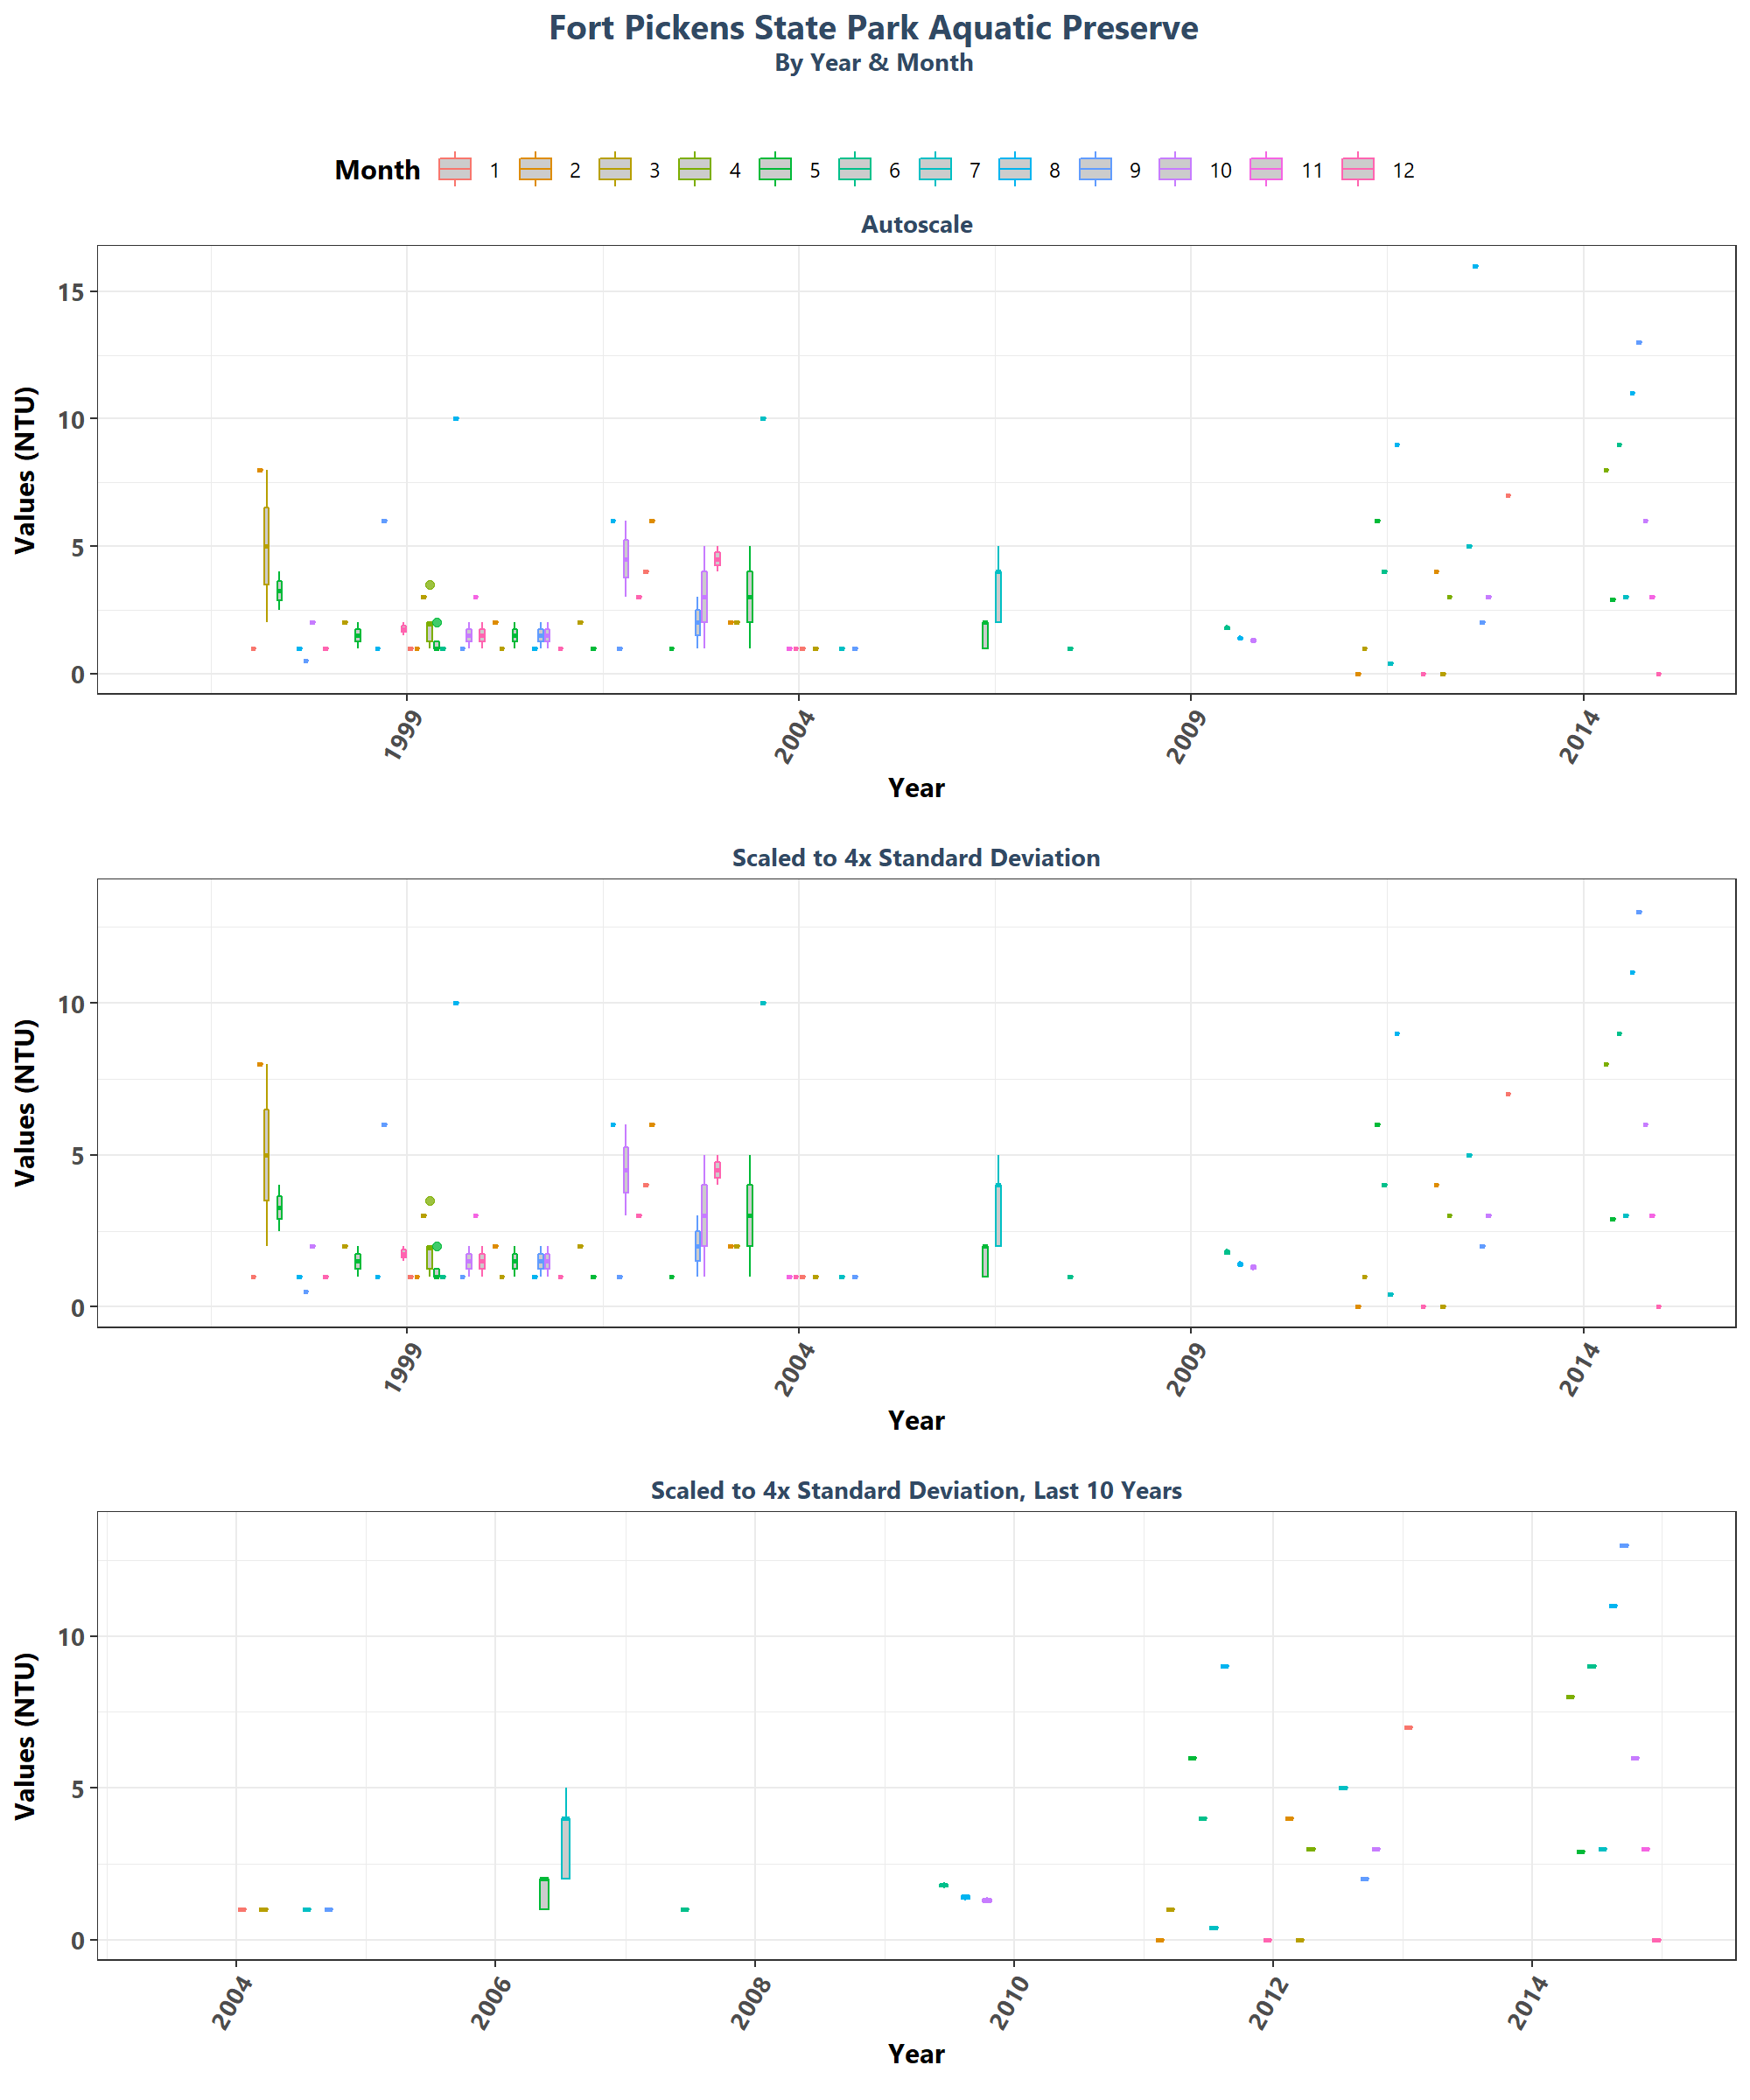 Fort Pickens State Park Aquatic Preserve
By Year & Month
Month 1 2 3 4 5 6 7 8 9 10 11 12
Autoscale
Values (NTU)
15
10
5
0
1999 2004 2009 2014
Year
Scaled to 4x Standard Deviation
Values (NTU)
10
5
0
1999 2004 2009 2014
Year
Scaled to 4x Standard Deviation, Last 10 Years
Values (NTU)
10
5
0
2004 2006 2008 2010 2012 2014
Year